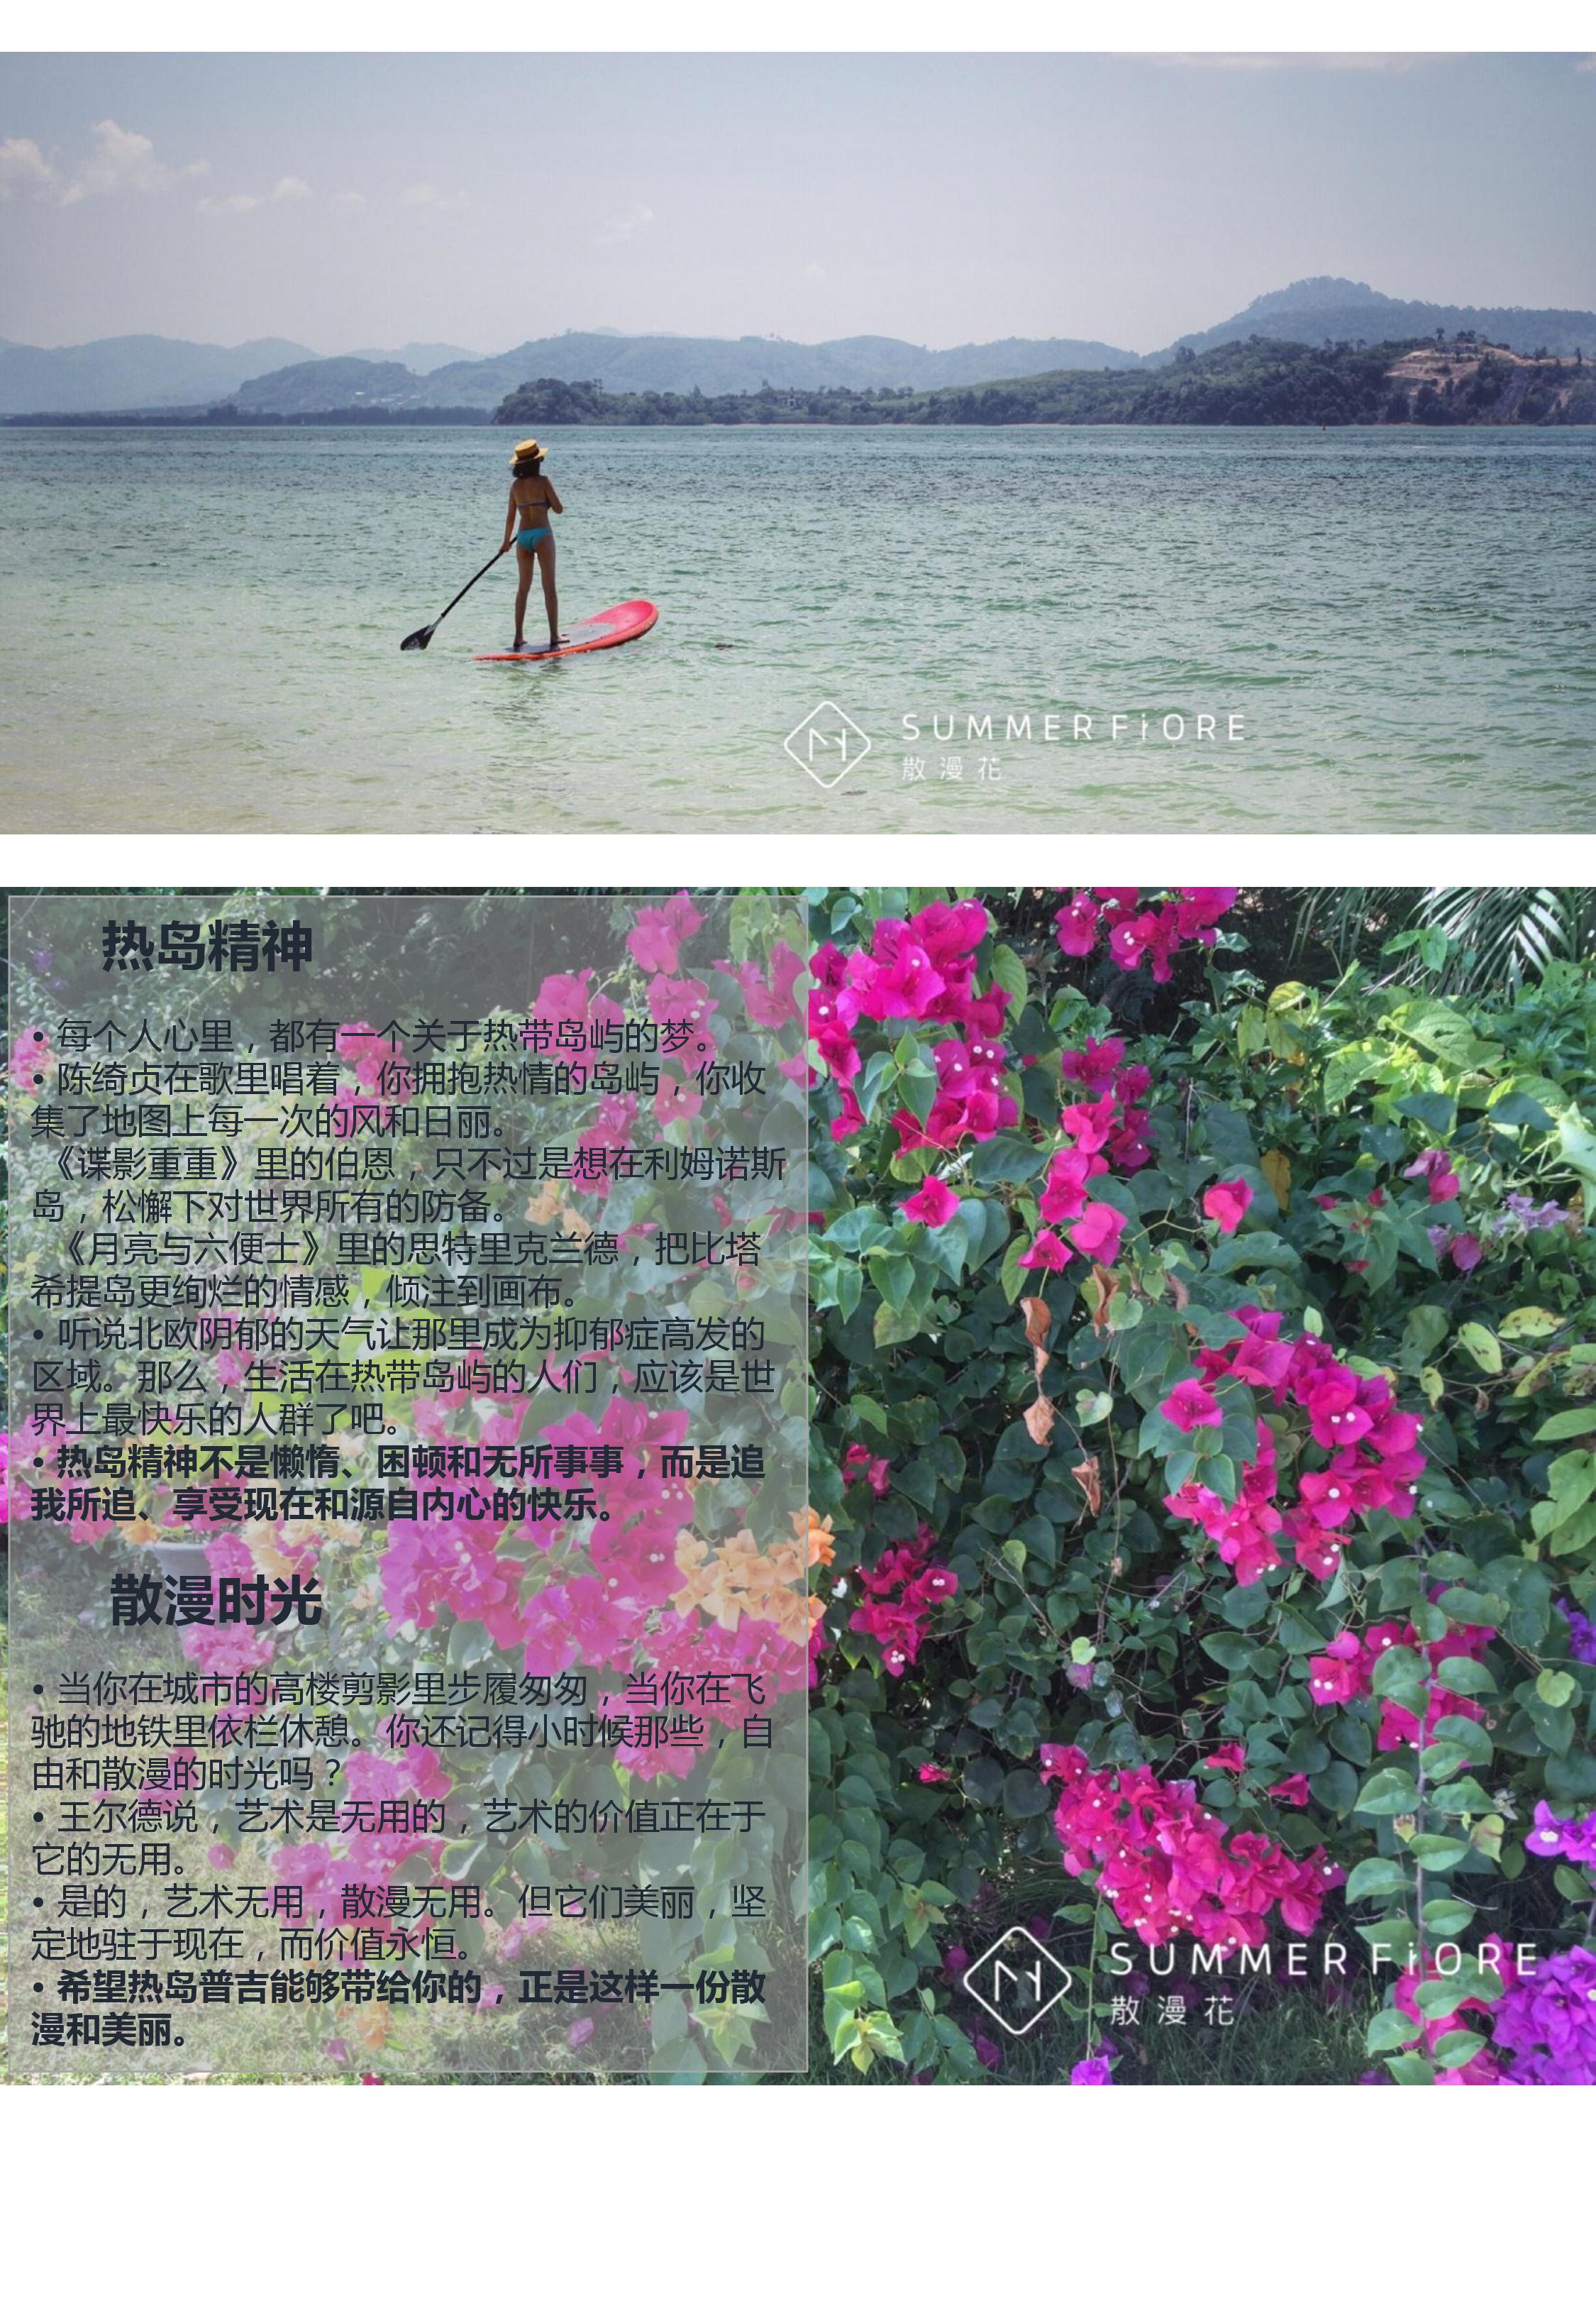 SUMMER FiORE
散漫花
热岛精神
• 每个人心里，都有一个关于热带岛屿的梦。
• 陈绮贞在歌里唱着，你拥抱热情的岛屿，你收
集了地图上每一次的风和日丽。
《谍影重重》里的伯恩，只不过是想在利姆诺斯
岛，松懈下对世界所有的防备。
《月亮与六便士》里的思特里克兰德，把比塔
希提岛更绚烂的情感，倾注到画布。
• 听说北欧阴郁的天气让那里成为抑郁症高发的
区域。那么，生活在热带岛屿的人们，应该是世
界上最快乐的人群了吧。
• 热岛精神不是懒惰、困顿和无所事事，而是追
我所追、享受现在和源自内心的快乐。
散漫时光
• 当你在城市的高楼剪影里步履匆匆，当你在飞
驰的地铁里依栏休憩。你还记得小时候那些，自
由和散漫的时光吗？
• 王尔德说，艺术是无用的，艺术的价值正在于
它的无用。
• 是的，艺术无用，散漫无用。但它们美丽，坚
定地驻于现在，而价值永恒。
• 希望热岛普吉能够带给你的，正是这样一份散
漫和美丽。
SUMMER FiORE
散漫花